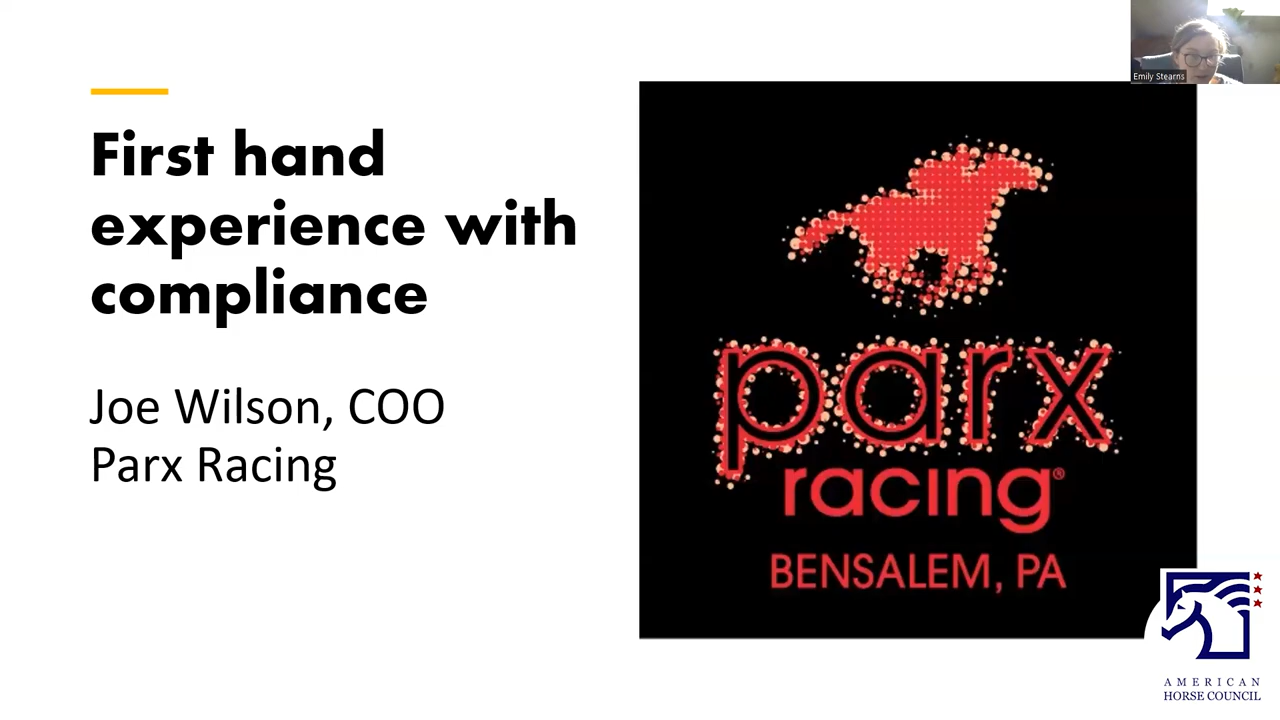 Emily Stearns
First hand
experience with
compliance
Joe Wilson, COO
Parx Racing
parx
racing®
BENSALEM, PA
AMERICAN
HORSE COUNCIL